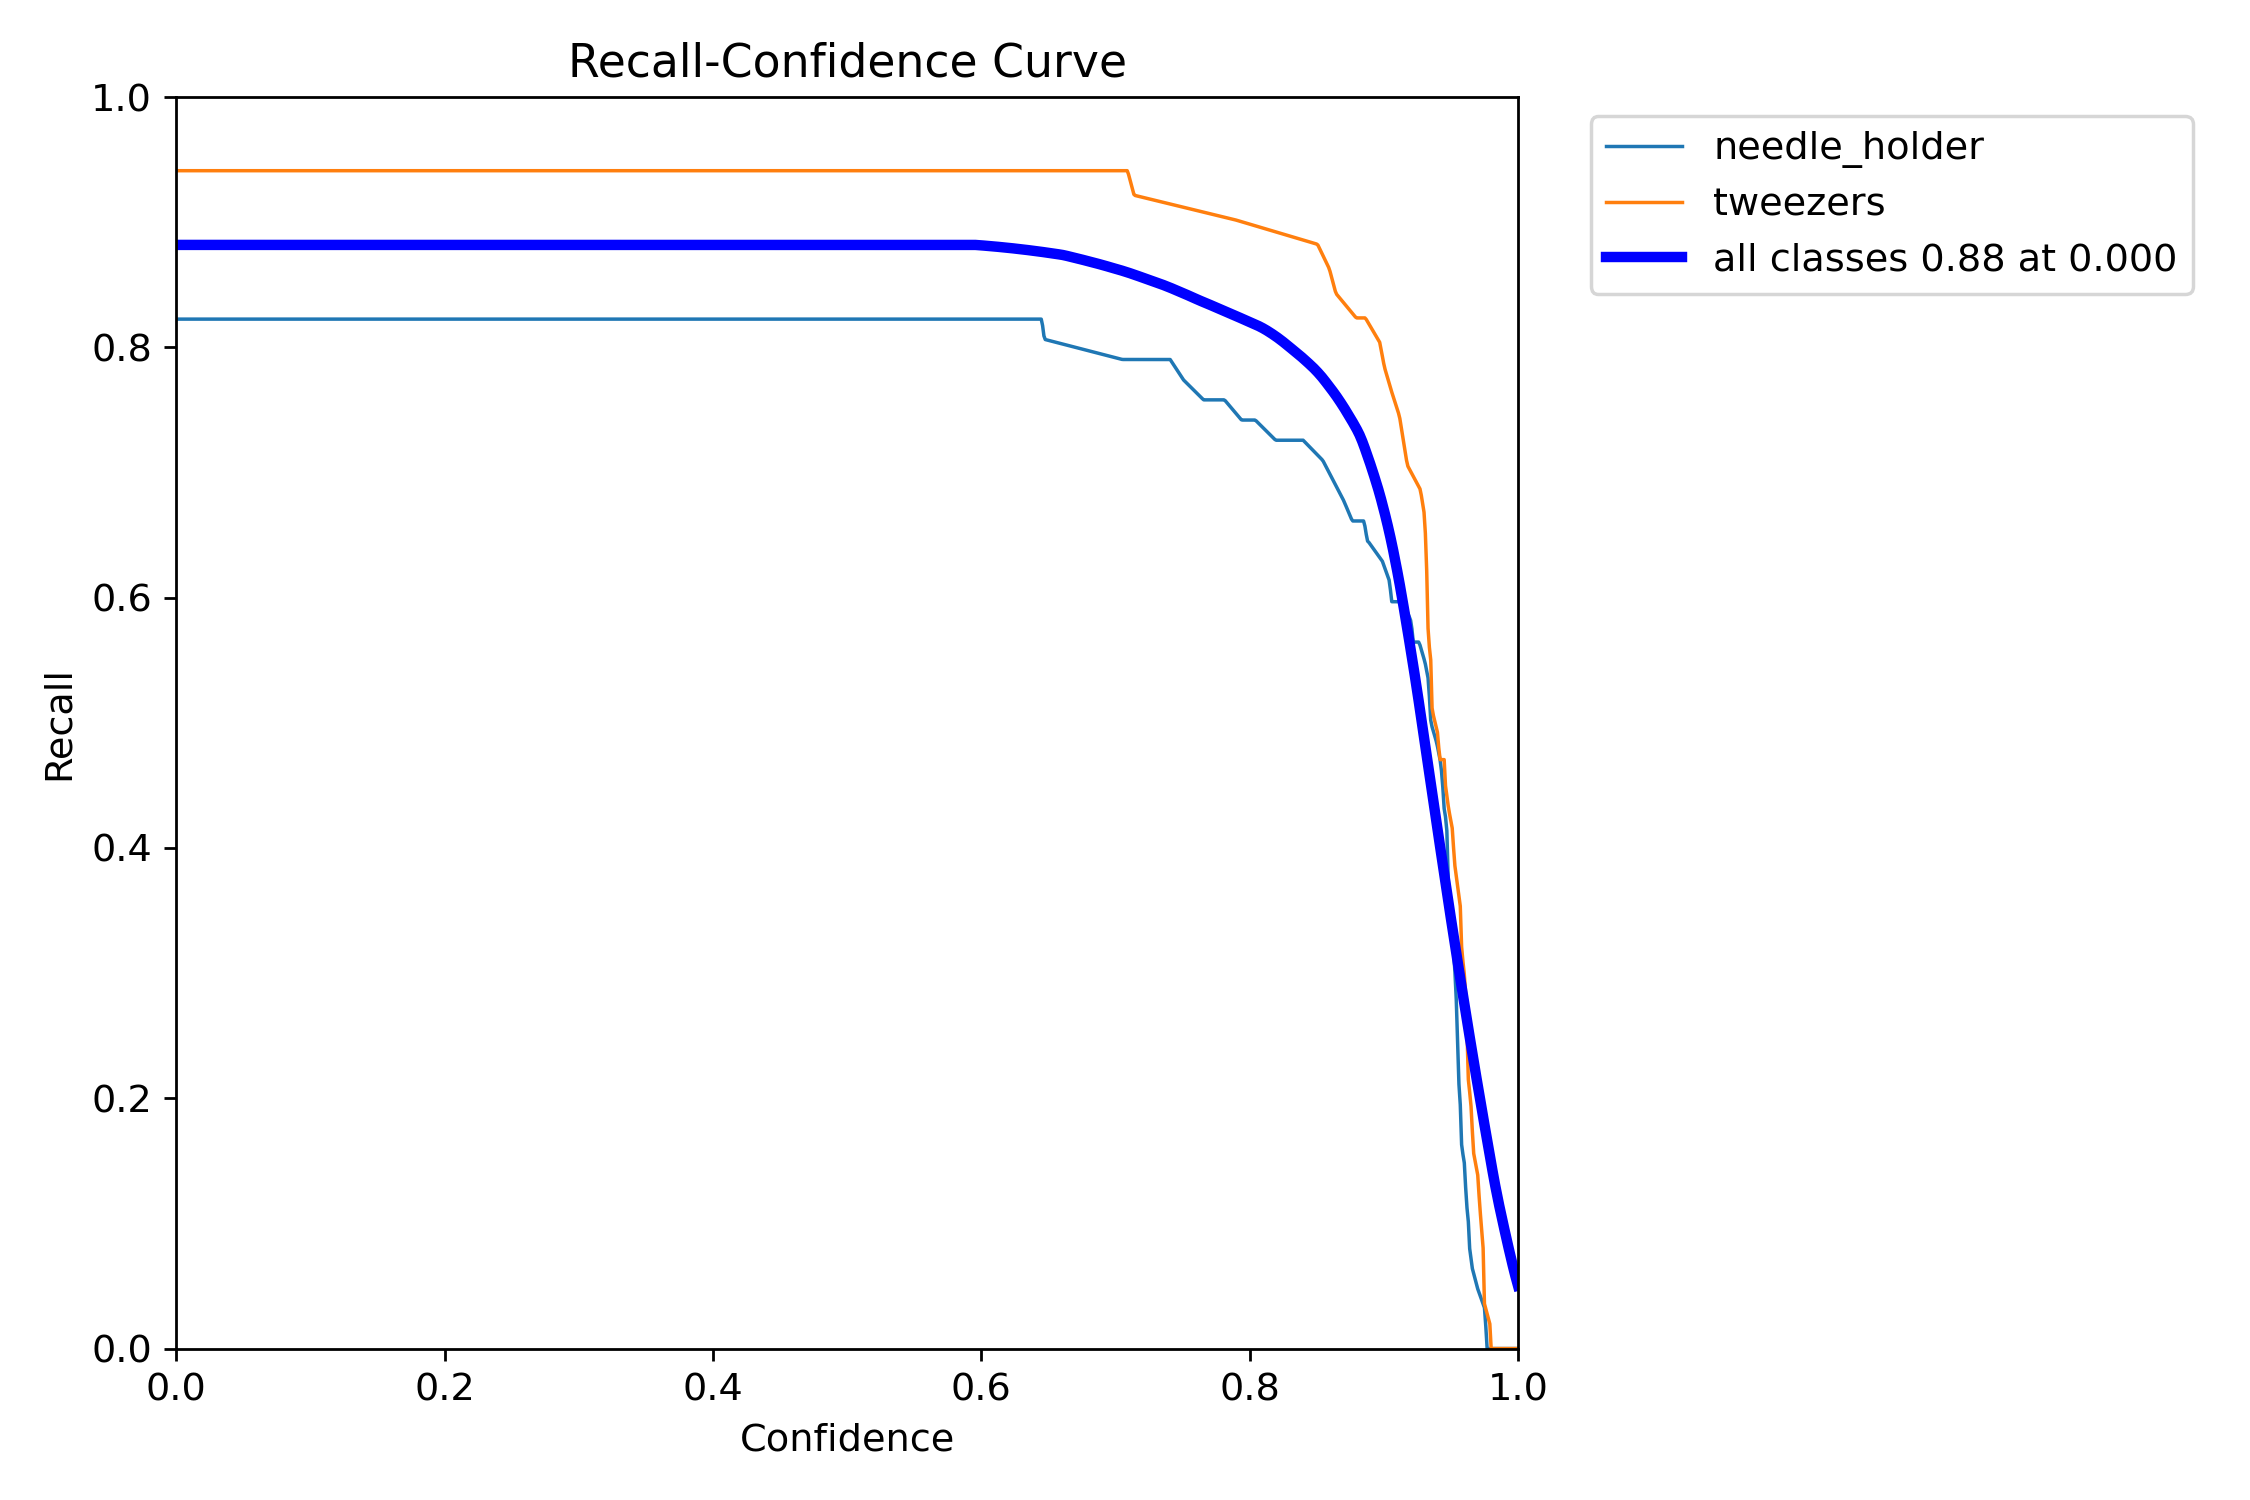 Recall-Confidence Curve
needle_holder
tweezers
all classes 0.88 at 0.000
1.0
0.8
0.6
0.4
0.2
0.0
Recall
0.0 0.2 0.4 0.6 0.8 1.0
Confidence